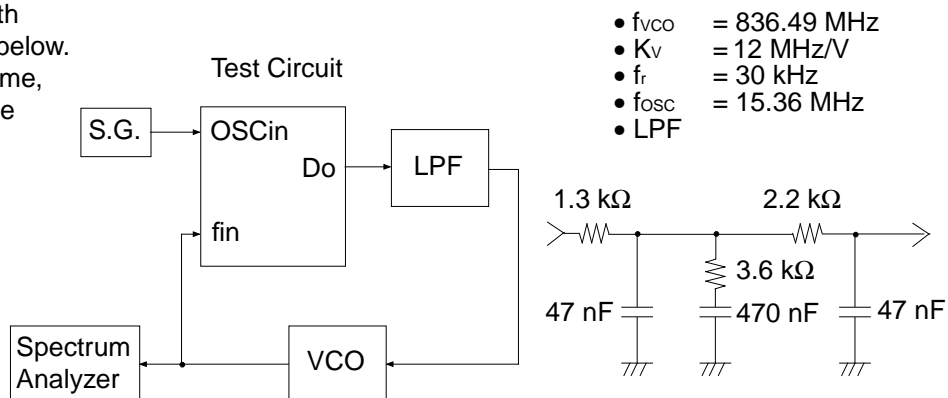 th
below.
me,
e
Test Circuit
S.G.
OSCin
Do
fin
LPF
VCO
Spectrum
Analyzer
• fVCO = 836.49 MHz
• KV = 12 MHz/V
• fr = 30 kHz
• fOSC = 15.36 MHz
• LPF
1.3 kΩ
2.2 kΩ
3.6 kΩ
47 nF
470 nF
47 nF